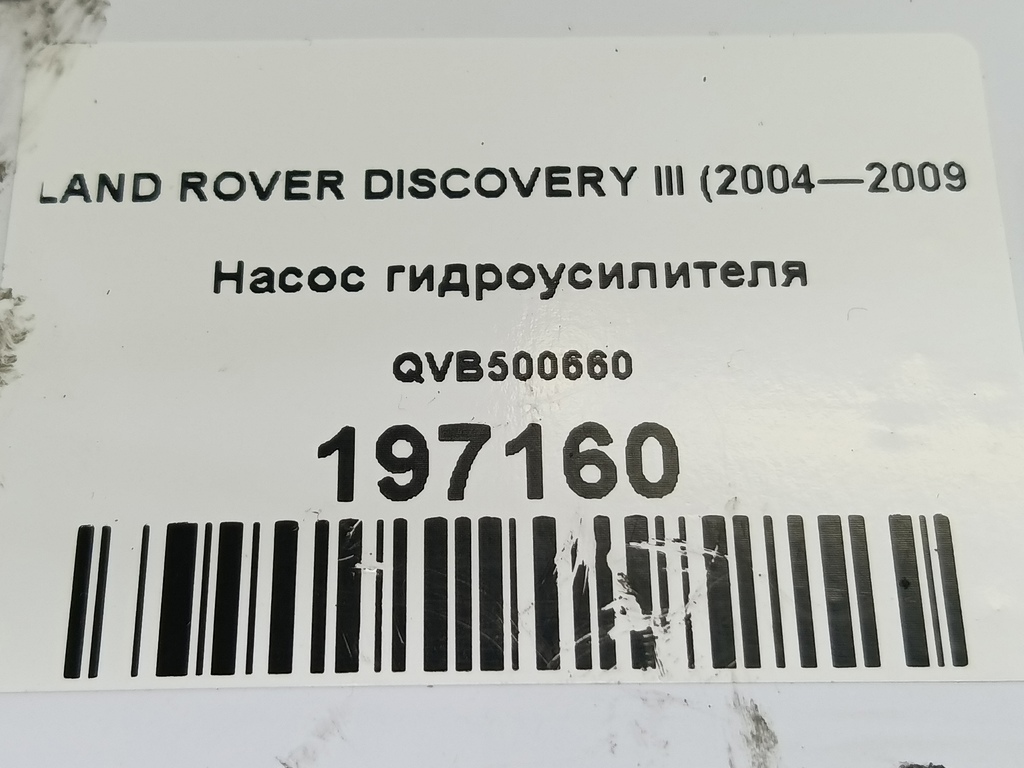 LAND ROVER DISCOVERY III (2004—2009
Насос гидроусилителя
QVB500660
197160